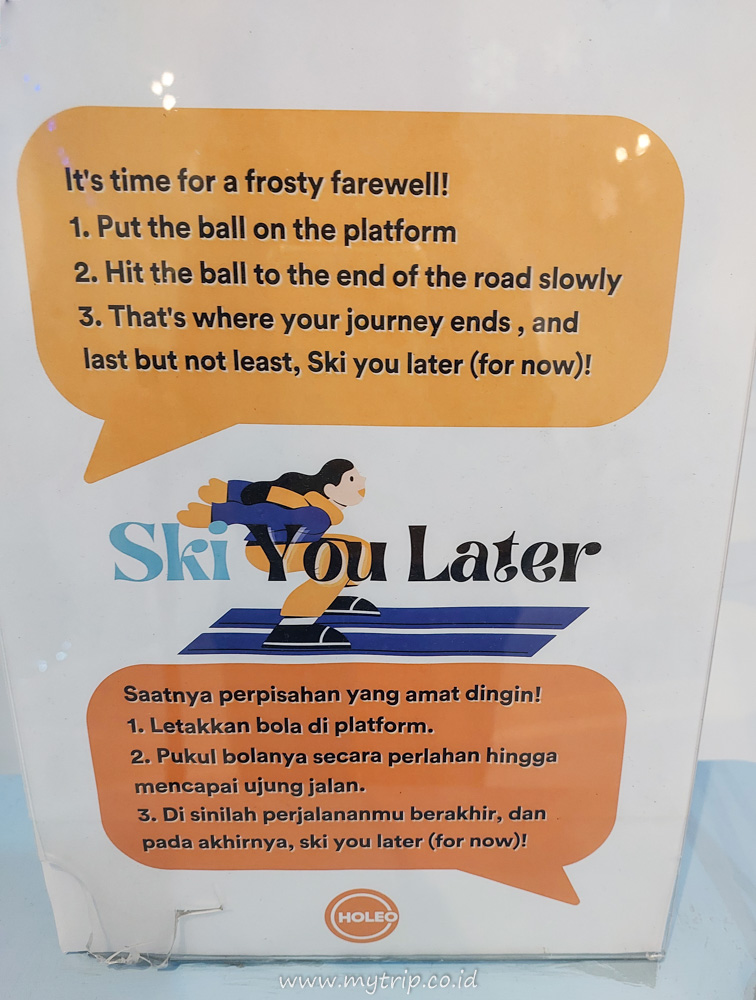 It's time for a frosty farewell!
1. Put the ball on the platform
2. Hit the ball to the end of the road slowly
3. That's where your journey ends , and
last but not least, Ski you later (for now)!
Ski You Later
Saatnya perpisahan yang amat dingin!
1. Letakkan bola di platform.
2. Pukul bolanya secara perlahan hingga
mencapai ujung jalan.
3. Di sinilah perjalananmu berakhir, dan
pada akhirnya, ski you later (for now)!
HOLEO
www.mytrip.co.id